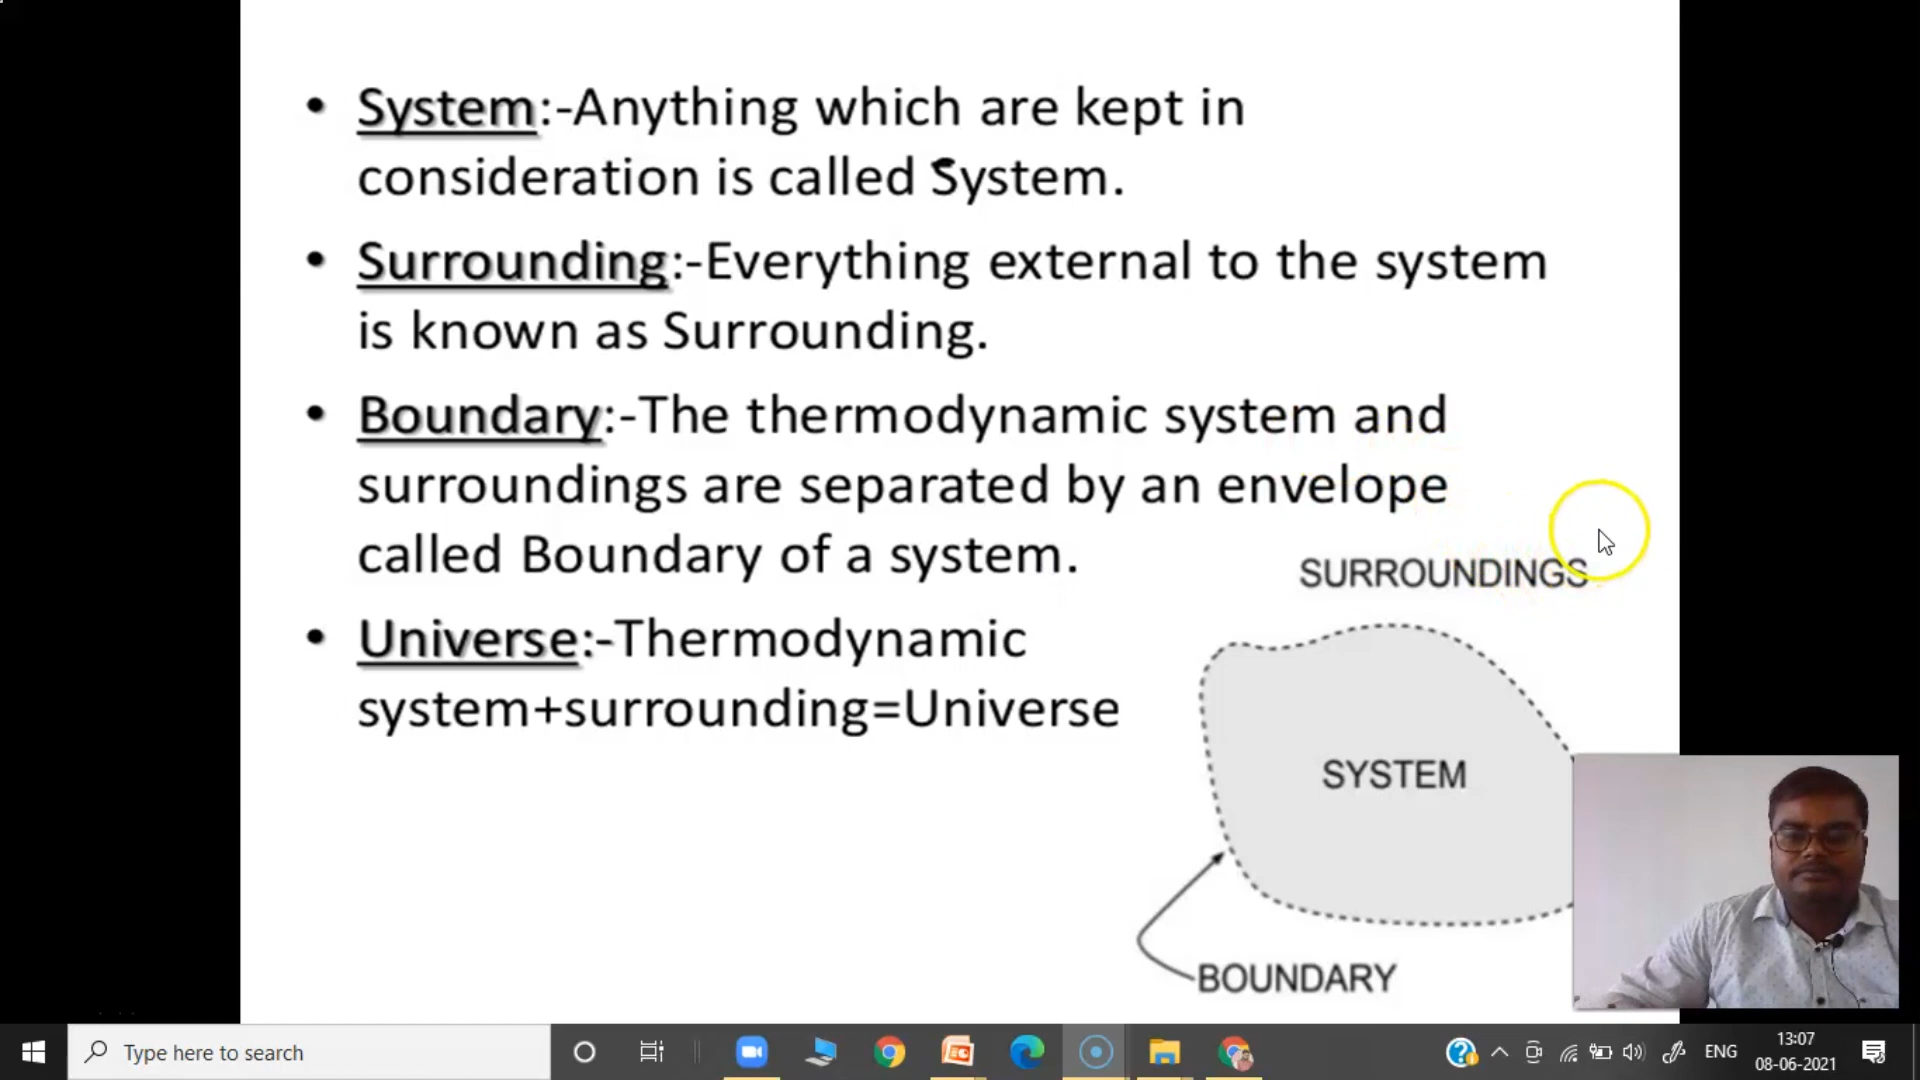 • System:-Anything which are kept in
consideration is called System.
• Surrounding:-Everything external to the system
is known as Surrounding.
• Boundary:-The thermodynamic system and
surroundings are separated by an envelope
called Boundary of a system.
• Universe:-Thermodynamic
system+surrounding=Universe
SURROUNDINGS
SYSTEM
BOUNDARY
Type here to search
ENG
13:07
08-06-2021